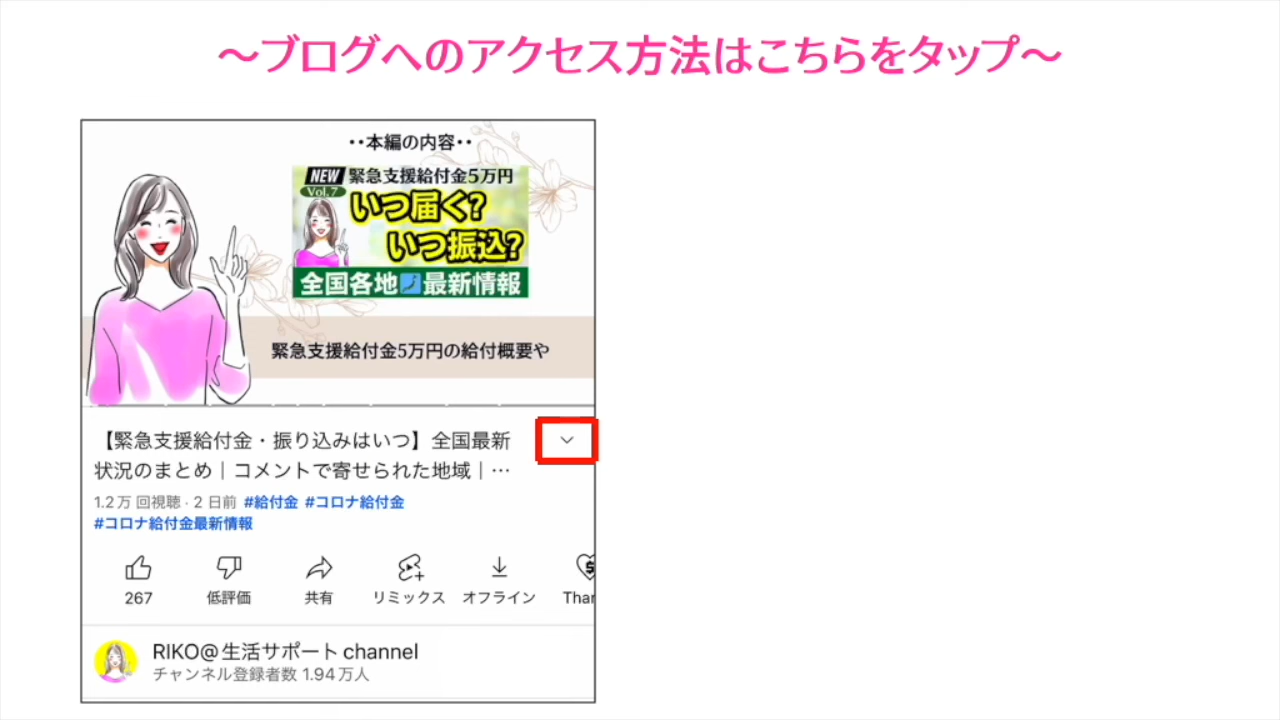 ～ブログへのアクセス方法はこちらをタップ～
••本編の内容••
NEW 緊急支援給付金5万円
Vol.7
いつ届く?
いつ振込?
全国各地🗾最新情報
緊急支援給付金5万円の給付概要や
【緊急支援給付金・振り込みはいつ】全国最新
状況のまとめ｜コメントで寄せられた地域｜…
1.2万 回視聴・2 日前 #給付金 #コロナ給付金
#コロナ給付金最新情報
267 低評価 共有 リミックス オフライン Than
RIKO@生活サポートchannel
チャンネル登録者数 1.94万人